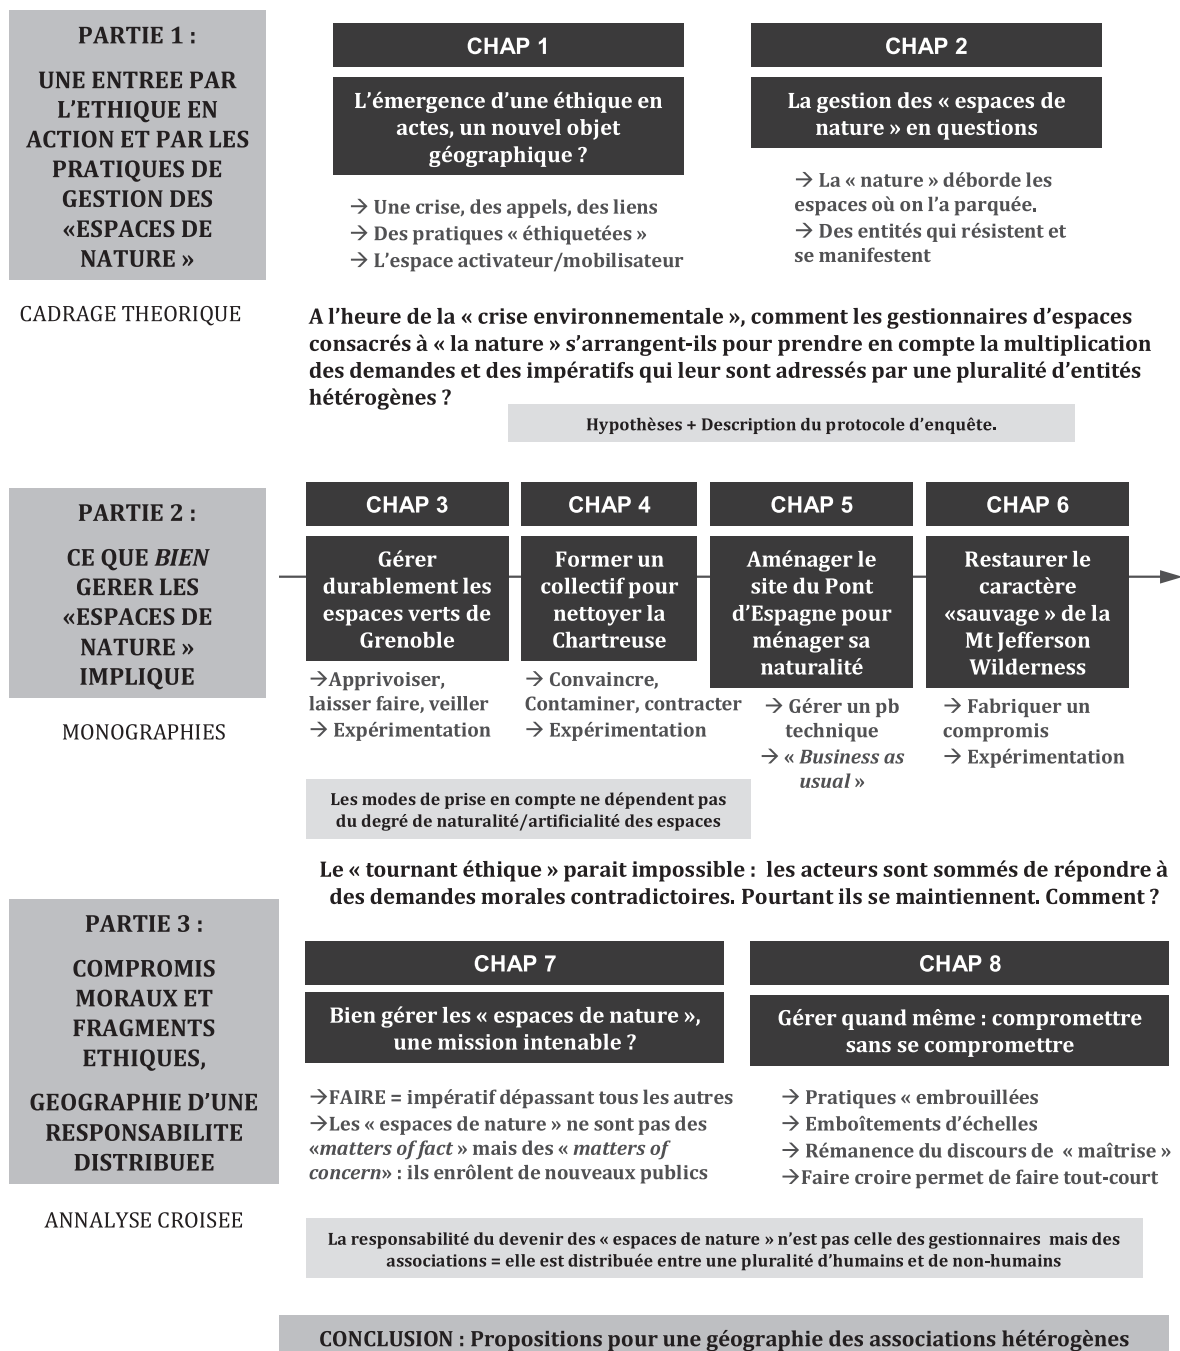 PARTIE 1 :
UNE ENTREE PAR
L'ETHIQUE EN
ACTION ET PAR LES
PRATIQUES DE
GESTION DES
«ESPACES DE
NATURE »
CADRAGE THEORIQUE
CHAP 1
L'émergence d'une éthique en
actes, un nouvel objet
géographique ?
→ Une crise, des appels, des liens
→ Des pratiques « éthiquetées »
→ L'espace activateur/mobilisateur
CHAP 2
La gestion des « espaces de
nature » en questions
→ La « nature » déborde les
espaces où on l'a parquée.
→ Des entités qui résistent et
se manifestent
A l'heure de la « crise environnementale », comment les gestionnaires d'espaces
consacrés à « la nature » s'arrangent-ils pour prendre en compte la multiplication
des demandes et des impératifs qui leur sont adressés par une pluralité d'entités
hétérogènes ?
Hypothèses + Description du protocole d'enquête.
PARTIE 2 :
CE QUE BIEN
GERER LES
«ESPACES DE
NATURE »
IMPLIQUE
MONOGRAPHIES
CHAP 3
Gérer
durablement les
espaces verts de
Grenoble
→Apprivoiser,
laisser faire, veiller
→ Expérimentation
CHAP 4
Former un
collectif pour
nettoyer la
Chartreuse
→ Convaincre,
Contaminer, contracter
→ Expérimentation
CHAP 5
Aménager le
site du Pont
d'Espagne pour
ménager sa
naturalité
→ Gérer un pb
technique
→ « Business as
usual »
CHAP 6
Restaurer le
caractère
«sauvage » de la
Mt Jefferson
Wilderness
→ Fabriquer un
compromis
→ Expérimentation
Les modes de prise en compte ne dépendent pas
du degré de naturalité/artificialité des espaces
Le « tournant éthique » parait impossible : les acteurs sont sommés de répondre à
des demandes morales contradictoires. Pourtant ils se maintiennent. Comment ?
PARTIE 3 :
COMPROMIS
MORAUX ET
FRAGMENTS
ETHIQUES,
GEOGRAPHIE D'UNE
RESPONSABILITE
DISTRIBUEE
ANNALYSE CROISEE
CHAP 7
Bien gérer les « espaces de nature »,
une mission intenable ?
→FAIRE = impératif dépassant tous les autres
→Les « espaces de nature » ne sont pas des
«matters of fact » mais des « matters of
concern» : ils enrôlent de nouveaux publics
CHAP 8
Gérer quand même : compromettre
sans se compromettre
→ Pratiques « embrouillées
→ Emboîtements d'échelles
→ Rémanence du discours de « maîtrise »
→Faire croire permet de faire tout-court
La responsabilité du devenir des « espaces de nature » n'est pas celle des gestionnaires mais des
associations = elle est distribuée entre une pluralité d'humains et de non-humains
CONCLUSION : Propositions pour une géographie des associations hétérogènes